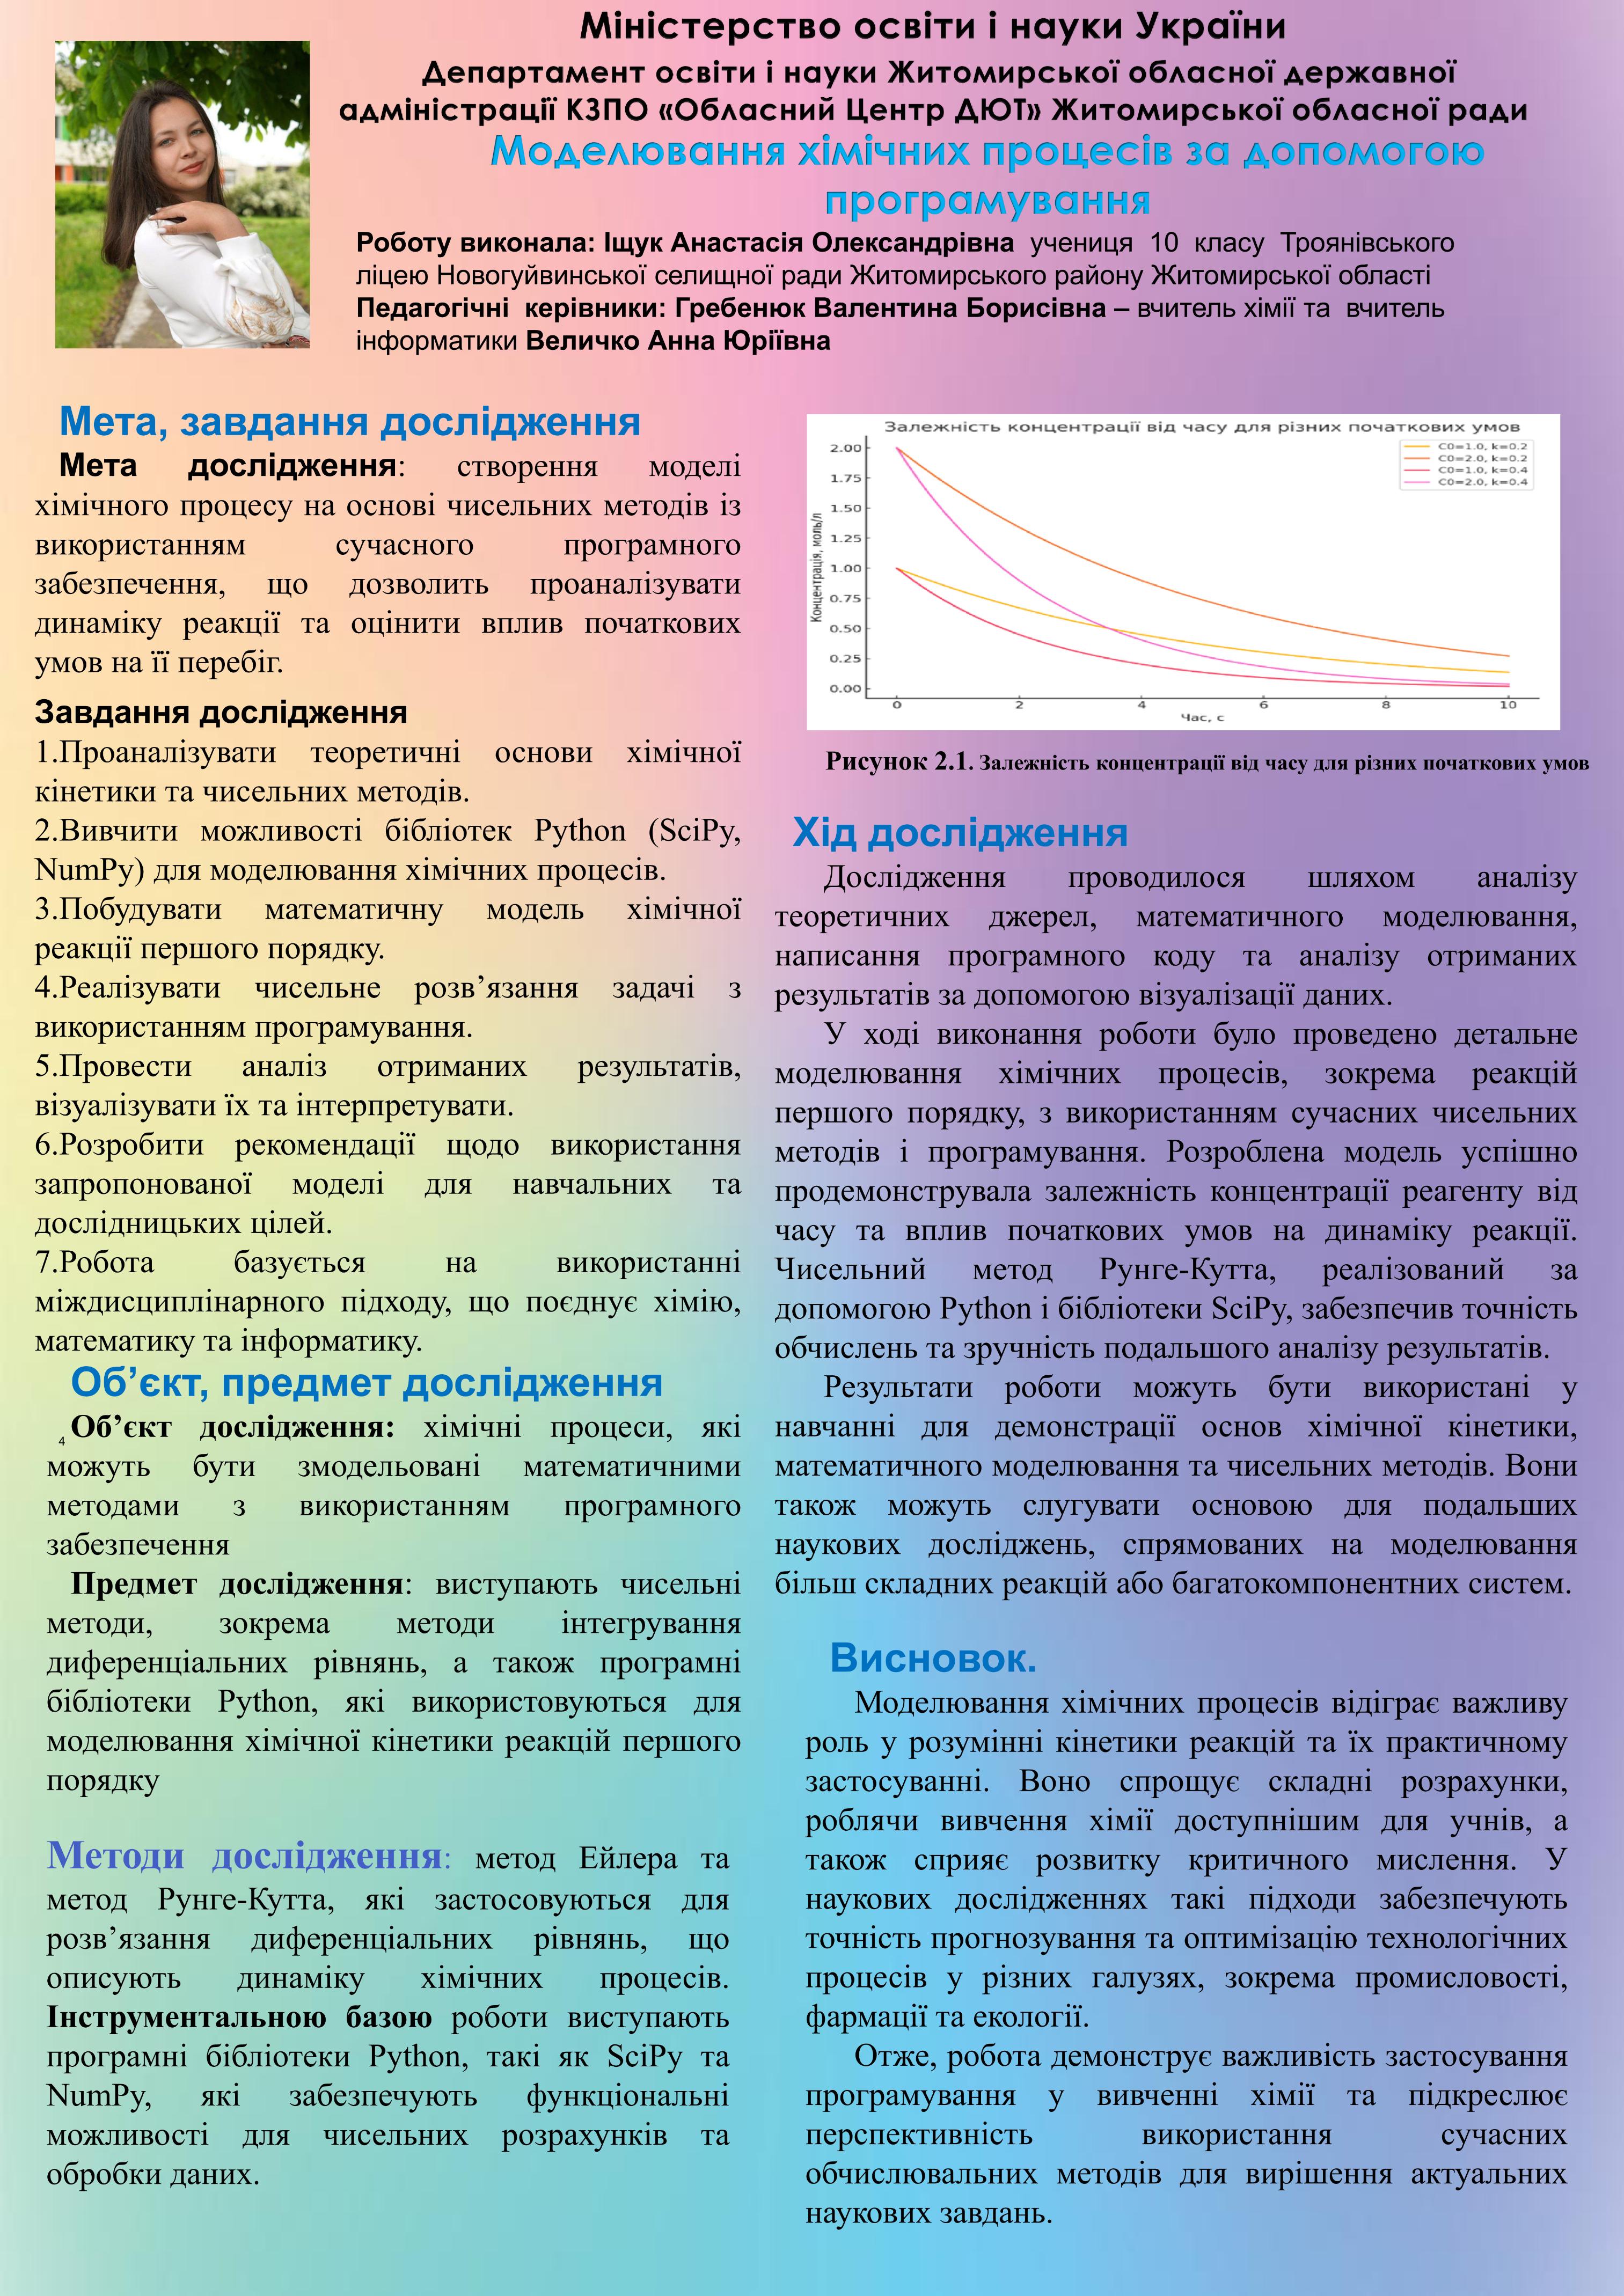 Міністерство освіти і науки України
Департамент освіти і науки Житомирської обласної державної
адміністрації КЗПО «Обласний Центр ДЮТ» Житомирської обласної ради
Моделювання хімічних процесів за допомогою
програмування
Роботу виконала: Іщук Анастасія Олександрівна учениця 10 класу Троянівського
ліцею Новогуйвинської селищної ради Житомирського району Житомирської області
Педагогічні керівники: Гребенюк Валентина Борисівна – вчитель хімії та вчитель
інформатики Величко Анна Юріївна
Мета, завдання дослідження
Мета дослідження: створення моделі
хімічного процесу на основі чисельних методів із
використанням сучасного програмного
забезпечення, що дозволить проаналізувати
динаміку реакції та оцінити вплив початкових
умов на її перебіг.
Завдання дослідження
1.Проаналізувати теоретичні основи хімічної
кінетики та чисельних методів.
2.Вивчити можливості бібліотек Python (SciPy,
NumPy) для моделювання хімічних процесів.
3.Побудувати математичну модель хімічної
реакції першого порядку.
4.Реалізувати чисельне розв’язання задачі з
використанням програмування.
5.Провести аналіз отриманих результатів,
візуалізувати їх та інтерпретувати.
6.Розробити рекомендації щодо використання
запропонованої моделі для навчальних та
дослідницьких цілей.
7.Робота базується на використанні
міждисциплінарного підходу, що поєднує хімію,
математику та інформатику.
Об’єкт, предмет дослідження
4
Об’єкт дослідження: хімічні процеси, які
можуть бути змодельовані математичними
методами з використанням програмного
забезпечення
Предмет дослідження: виступають чисельні
методи, зокрема методи інтегрування
диференціальних рівнянь, а також програмні
бібліотеки Python, які використовуються для
моделювання хімічної кінетики реакцій першого
порядку
Методи дослідження: метод Ейлера та
метод Рунге-Кутта, які застосовуються для
розв’язання диференціальних рівнянь, що
описують динаміку хімічних процесів.
Інструментальною базою роботи виступають
програмні бібліотеки Python, такі як SciPy та
NumPy, які забезпечують функціональні
можливості для чисельних розрахунків та
обробки даних.
Залежність концентрації від часу для різних початкових умов
C0=1.0, k=0.2
C0=2.0, k=0.2
C0=1.0, k=0.4
C0=2.0, k=0.4
Концентрація, моль/л
2.00
1.75
1.50
1.25
1.00
0.75
0.50
0.25
0.00
0 2 4 6 8 10
Час, с
Рисунок 2.1. Залежність концентрації від часу для різних початкових умов
Хід дослідження
Дослідження проводилося шляхом аналізу
теоретичних джерел, математичного моделювання,
написання програмного коду та аналізу отриманих
результатів за допомогою візуалізації даних.
У ході виконання роботи було проведено детальне
моделювання хімічних процесів, зокрема реакцій
першого порядку, з використанням сучасних чисельних
методів і програмування. Розроблена модель успішно
продемонструвала залежність концентрації реагенту від
часу та вплив початкових умов на динаміку реакції.
Чисельний метод Рунге-Кутта, реалізований за
допомогою Python і бібліотеки SciPy, забезпечив точність
обчислень та зручність подальшого аналізу результатів.
Результати роботи можуть бути використані у
навчанні для демонстрації основ хімічної кінетики,
математичного моделювання та чисельних методів. Вони
також можуть слугувати основою для подальших
наукових досліджень, спрямованих на моделювання
більш складних реакцій або багатокомпонентних систем.
Висновок.
Моделювання хімічних процесів відіграє важливу
роль у розумінні кінетики реакцій та їх практичному
застосуванні. Воно спрощує складні розрахунки,
роблячи вивчення хімії доступнішим для учнів, а
також сприяє розвитку критичного мислення. У
наукових дослідженнях такі підходи забезпечують
точність прогнозування та оптимізацію технологічних
процесів у різних галузях, зокрема промисловості,
фармації та екології.
Отже, робота демонструє важливість застосування
програмування у вивченні хімії та підкреслює
перспективність використання сучасних
обчислювальних методів для вирішення актуальних
наукових завдань.